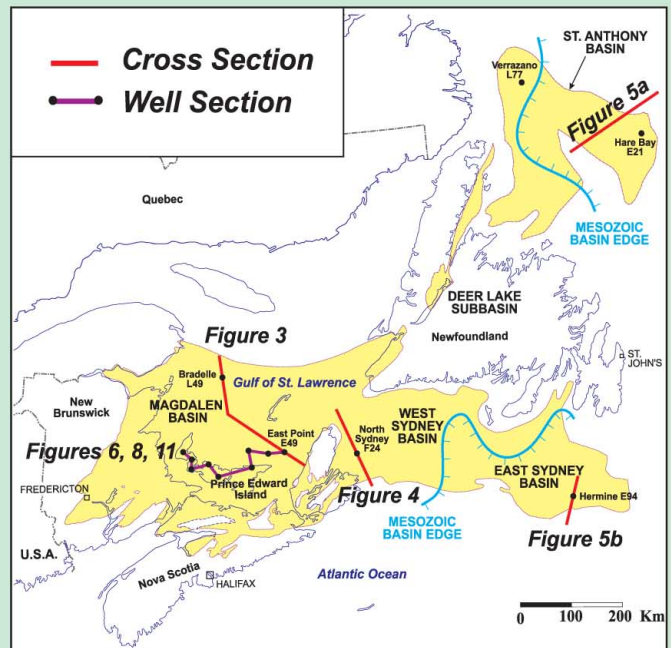 Cross Section
Well Section
ST. ANTHONY
BASIN
Verrazano
L77
Figure 5a
Hare Bay
E21
Quebec
MESOZOIC
BASIN EDGE
DEER LAKE
SUBBASIN
Newfoundland
ST.
JOHN'S
Figure 3
Bradelle
L49
Gulf of St. Lawrence
New
Brunswick
MAGDALEN
BASIN
WEST
SYDNEY
BASIN
East Point
E49
North
Sydney
F24
Figures 6, 8, 11
EAST SYDNEY
BASIN
Prince Edward
Island
FREDERICTON
Figure 4
Hermine E94
MESOZOIC
BASIN EDGE
Figure 5b
U.S.A.
Nova Scotia
HALIFAX
Atlantic Ocean
0 100 200 Km